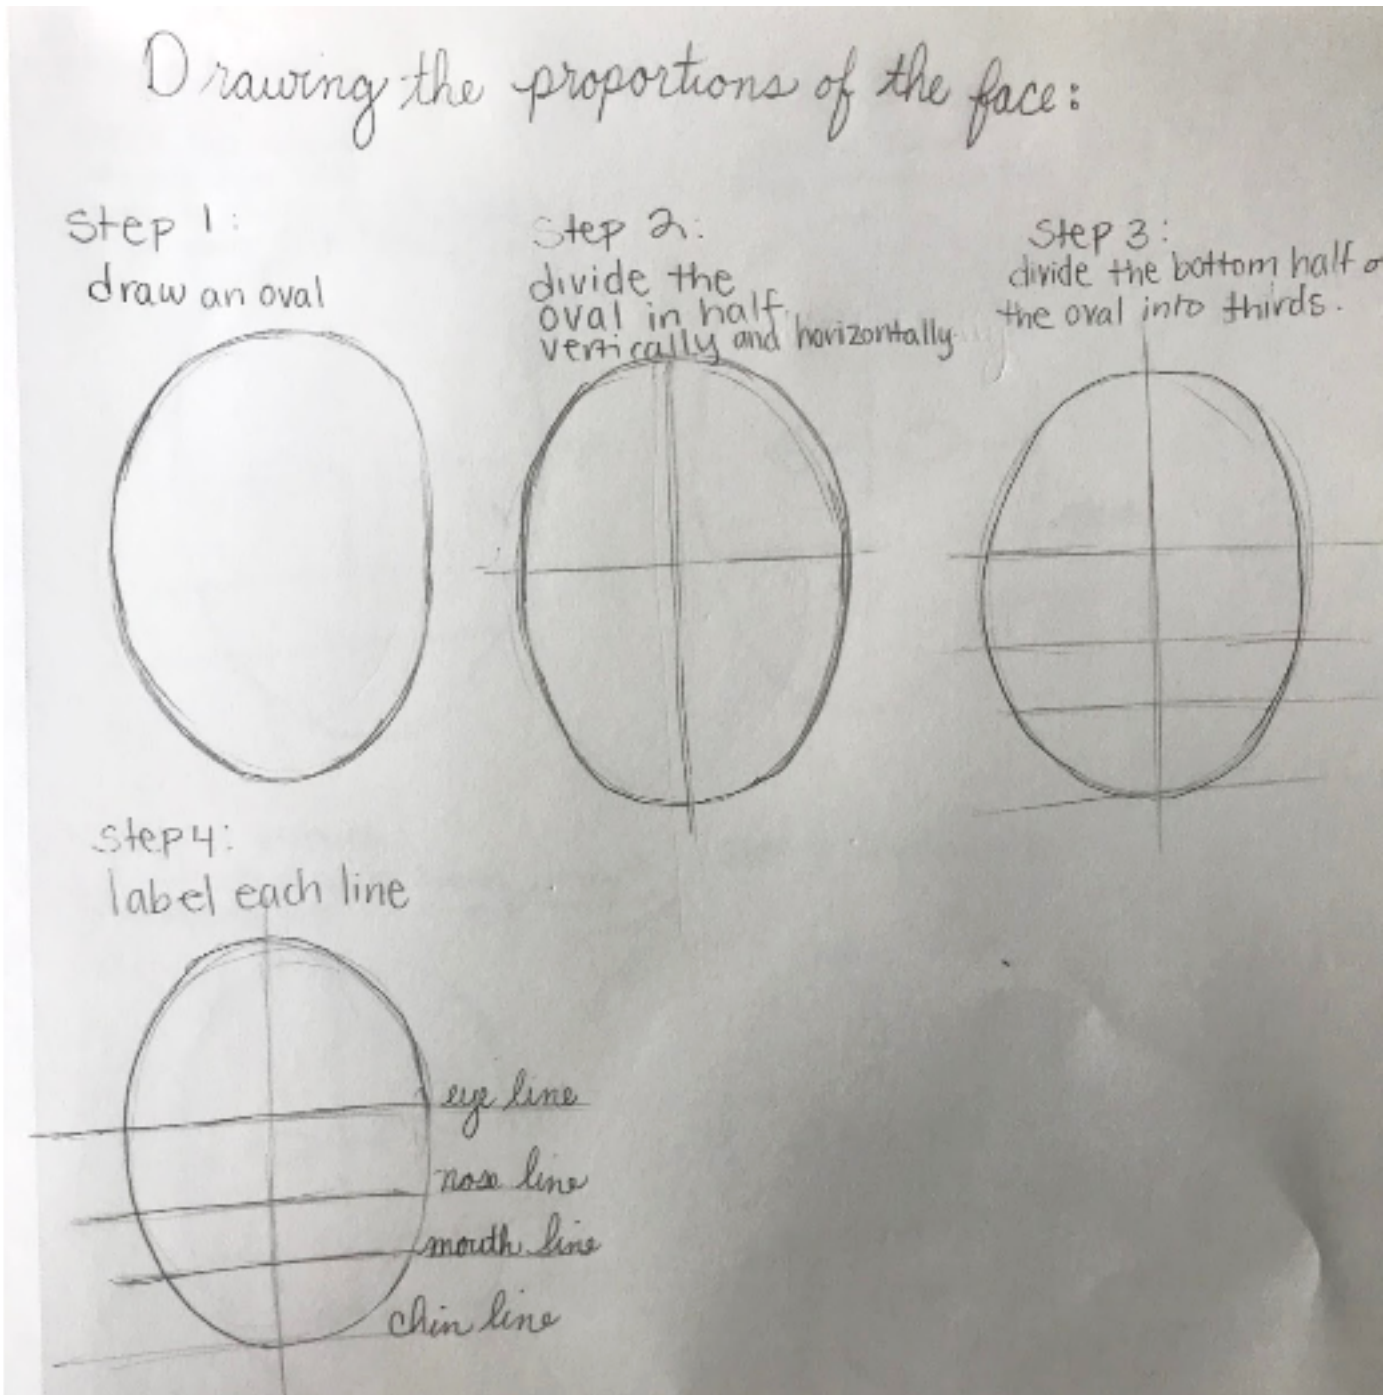 Drawing the proportions of the face:
Step 1:
draw an oval
Step 2:
divide the
oval in half
vertically and horizontally
Step 3:
divide the bottom half
the oval into thirds.
Step 4:
label each line
eye line
nose line
mouth line
chin line